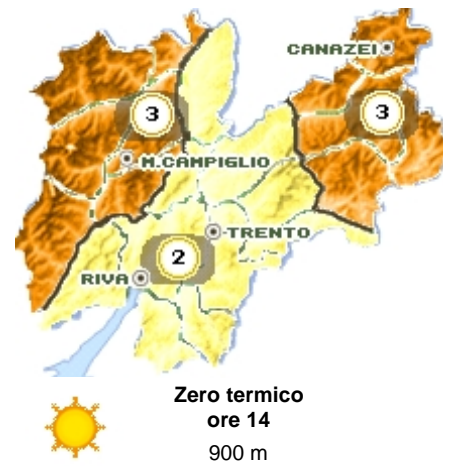 CANAZEI
3
3
M.CAMPIGLIO
TRENTO
2
RIVA
Zero termico
ore 14
900 m